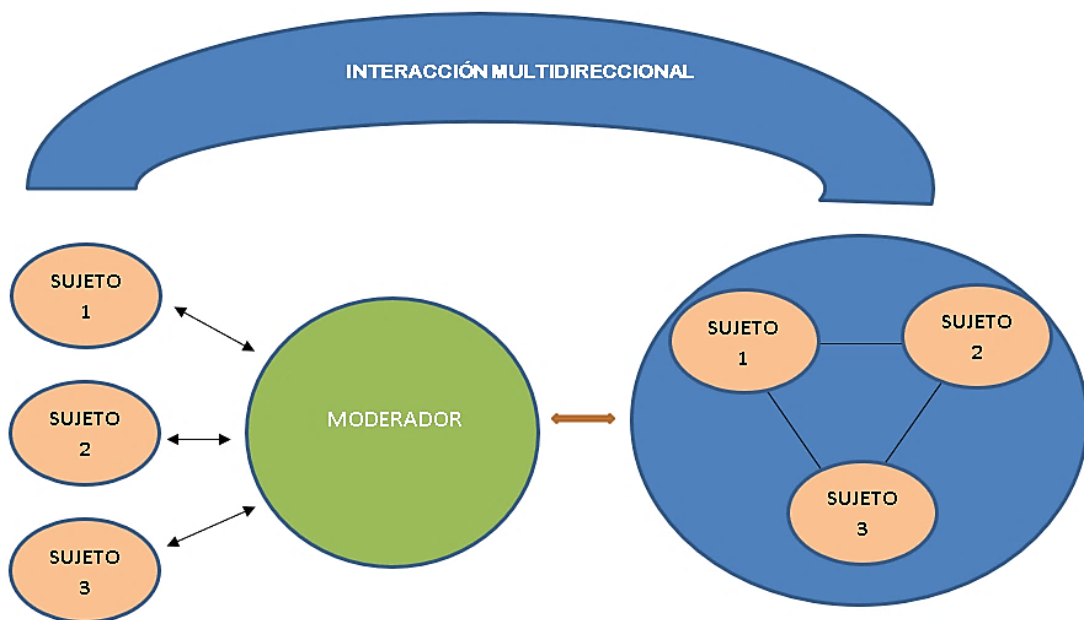 INTERACCIÓN MULTIDIRECCIONAL
SUJETO
1
SUJETO
2
SUJETO
3
MODERADOR
SUJETO
1
SUJETO
2
SUJETO
3